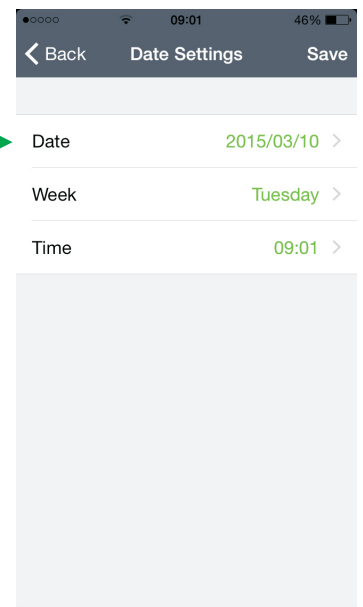 09:01 46%
Back Date Settings Save
Date 2015/03/10
Week Tuesday
Time 09:01